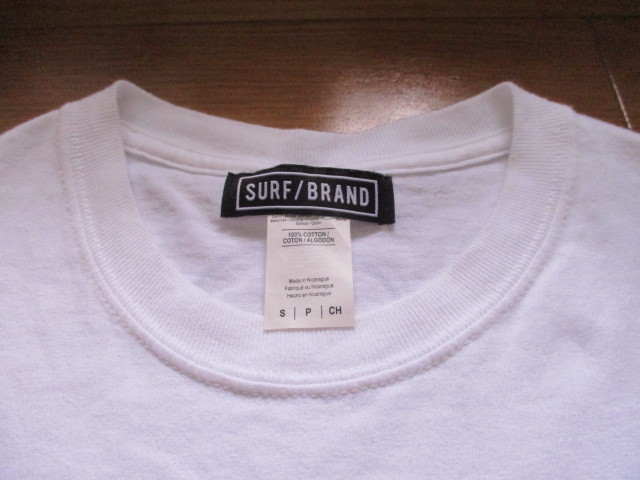 SURF/BRAND
100% COTTON/
COTON/ALGODÓN
Made in Nicaragua
Fabriqué au Nicaragua
Hecho en Nicaragua
S | P | CH